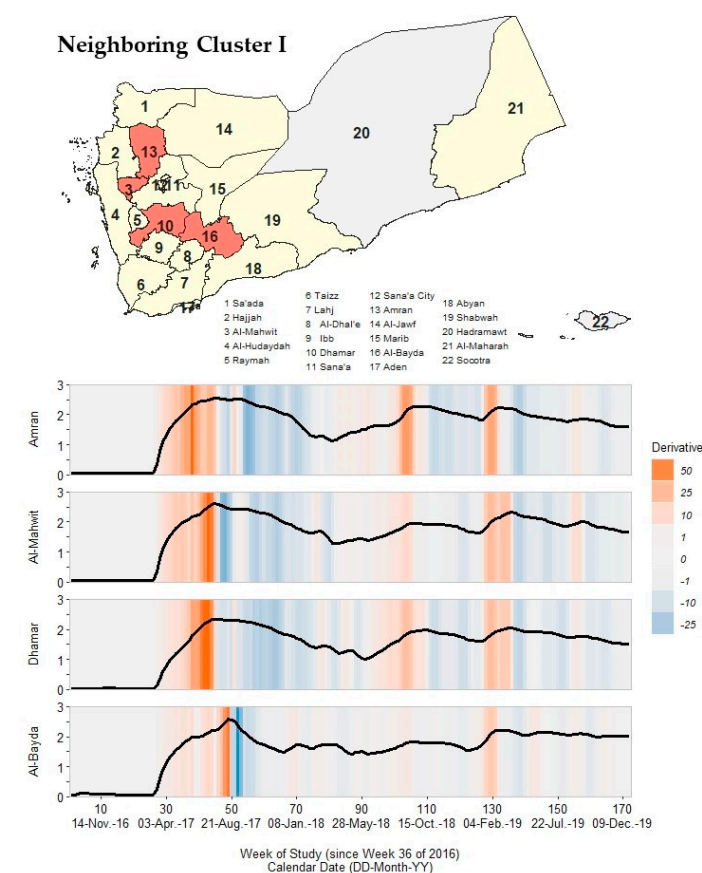 Neighboring Cluster I
1
14
2
13
20
21
3
12
11
15
4
5
10
16
19
9
8
6
7
18
17
22
1 Sa'ada
2 Hajjah
3 Al-Mahwit
4 Al-Hudaydah
5 Raymah
6 Taizz
7 Lahj
8 Al-Dhal'e
9 Ibb
10 Dhamar
11 Sana'a
12 Sana'a City
13 Amran
14 Al-Jawf
15 Marib
16 Al-Bayda
17 Aden
18 Abyan
19 Shabwah
20 Hadramawt
21 Al-Maharah
22 Socotra
Amran
3
2
1
0
Al-Mahwit
3
2
1
0
Dhamar
3
2
1
0
Al-Bayda
3
2
1
0
Derivative
50
25
10
1
0
-1
-10
-25
10 30 50 70 90 110 130 150 170
14-Nov.-16 03-Apr.-17 21-Aug.-17 08-Jan.-18 28-May-18 15-Oct.-18 04-Feb.-19 22-Jul.-19 09-Dec.-19
Week of Study (since Week 36 of 2016)
Calendar Date (DD-Month-YY)